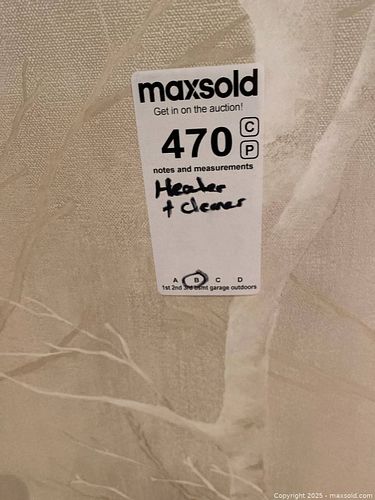 maxsold
Get in on the auction!
470 C P
notes and measurements
Heater
+ cleaner
A B C D
1st 2nd 3rd bsmt garage outdoors
Copyright 2025 - maxsold.com